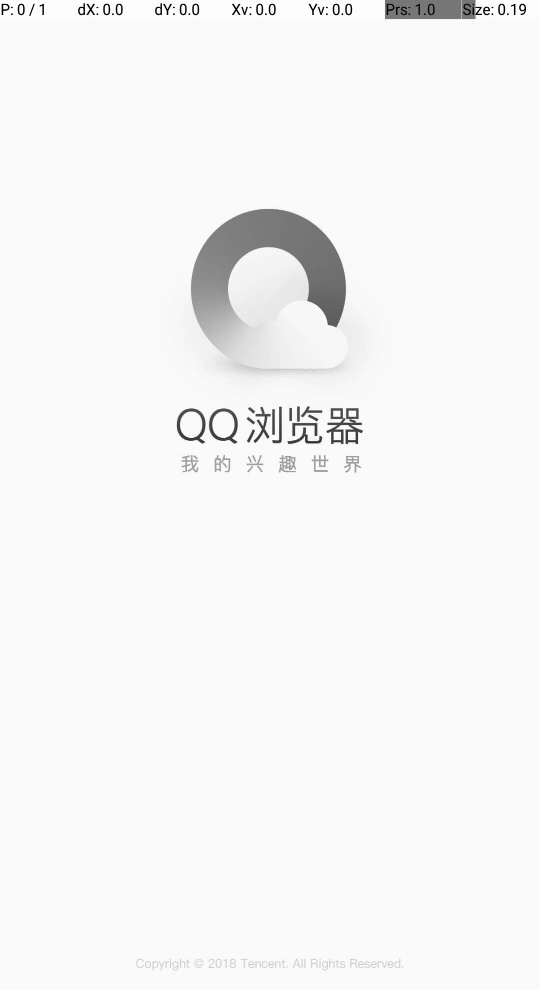 P: 0 / 1 dX: 0.0 dY: 0.0 Xv: 0.0 Yv: 0.0 Prs: 1.0 Size: 0.19
QQ浏览器
我的兴趣世界
Copyright © 2018 Tencent. All Rights Reserved.